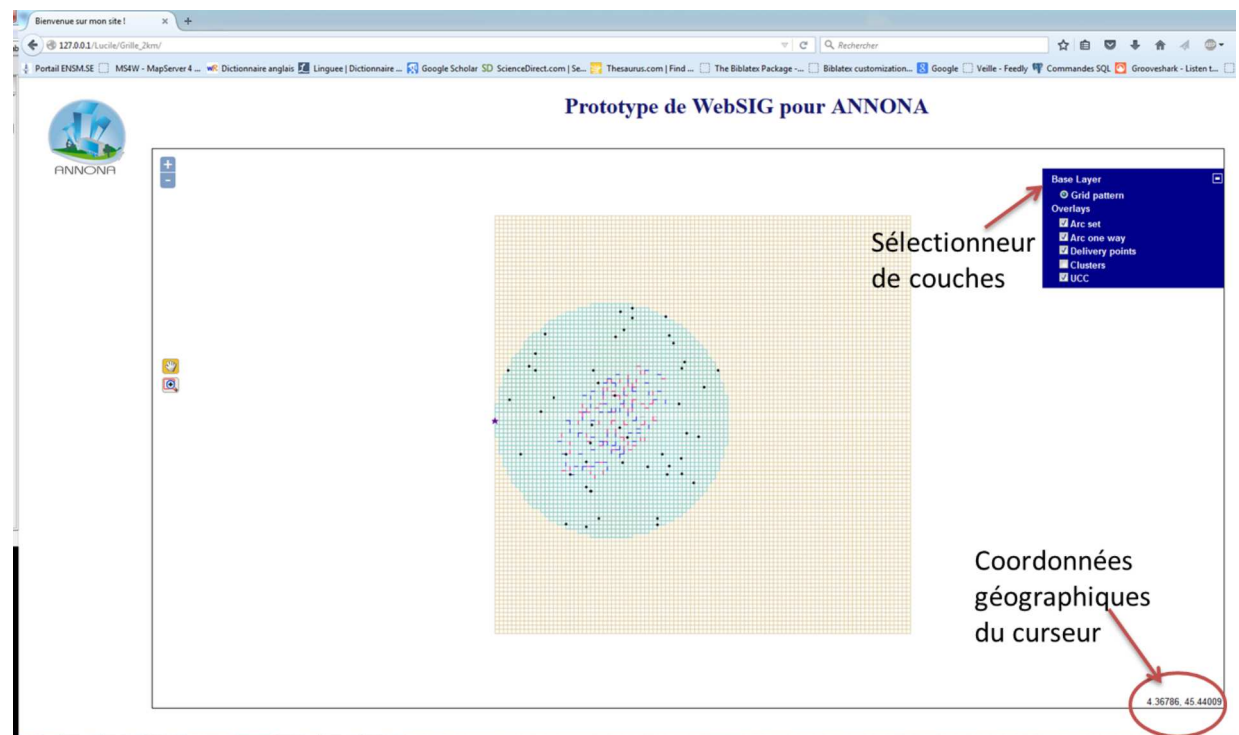 Bienvenue sur mon site !
127.0.0.1/Lucile/Grille_2km/
Rechercher
Portail ENSM.SE
MS4W - MapServer 4 ...
Dictionnaire anglais
Linguee | Dictionnaire ...
Google Scholar
ScienceDirect.com | Se...
Thesaurus.com | Find ...
The Biblatex Package -...
Biblatex customization...
Google
Veille - Feedly
Commandes SQL
Grooveshark - Listen t...
Prototype de WebSIG pour ANNONA
ANNONA
Base Layer
Grid pattern
Overlays
Arc set
Arc one way
Delivery points
Clusters
UCC
Sélectionneur
de couches
Coordonnées
géographiques
du curseur
4.36786, 45.44009